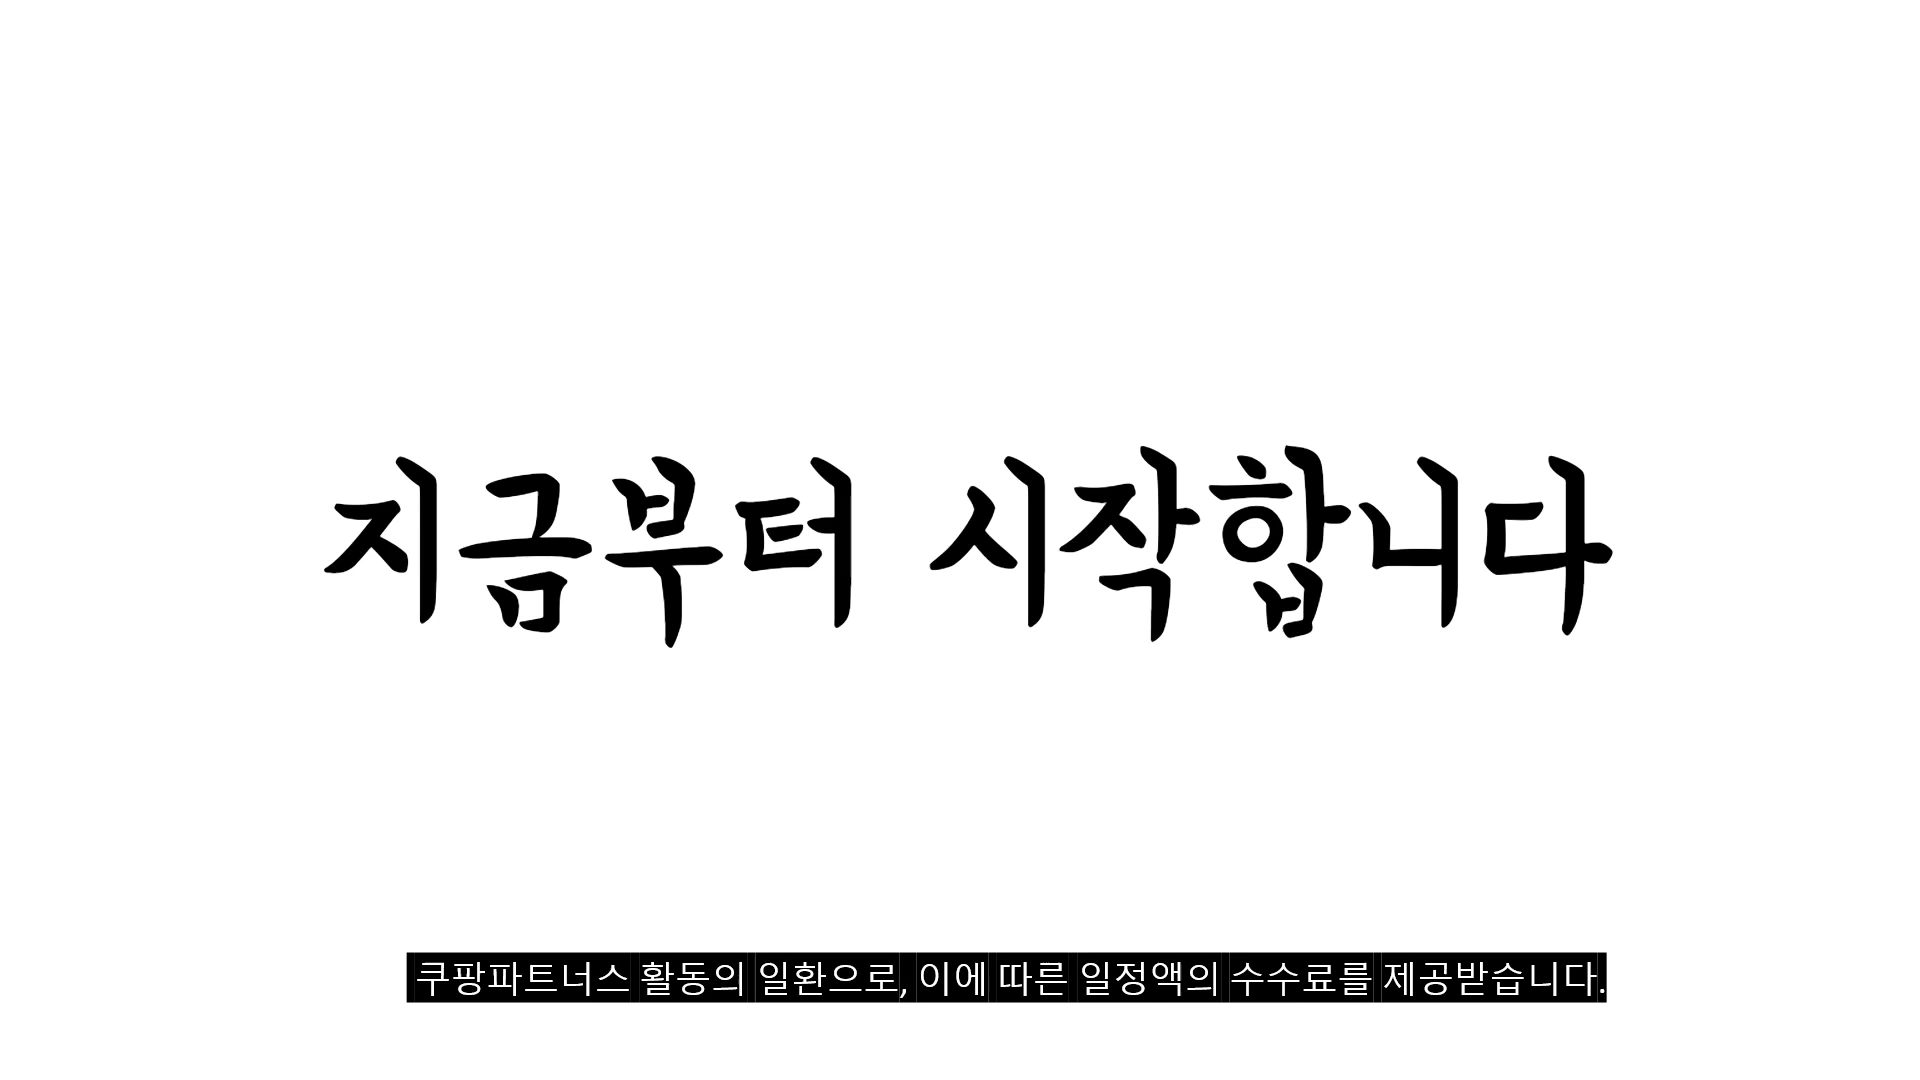 지금부터 시작합니다
쿠팡파트너스 활동의 일환으로, 이에 따른 일정액의 수수료를 제공받습니다.